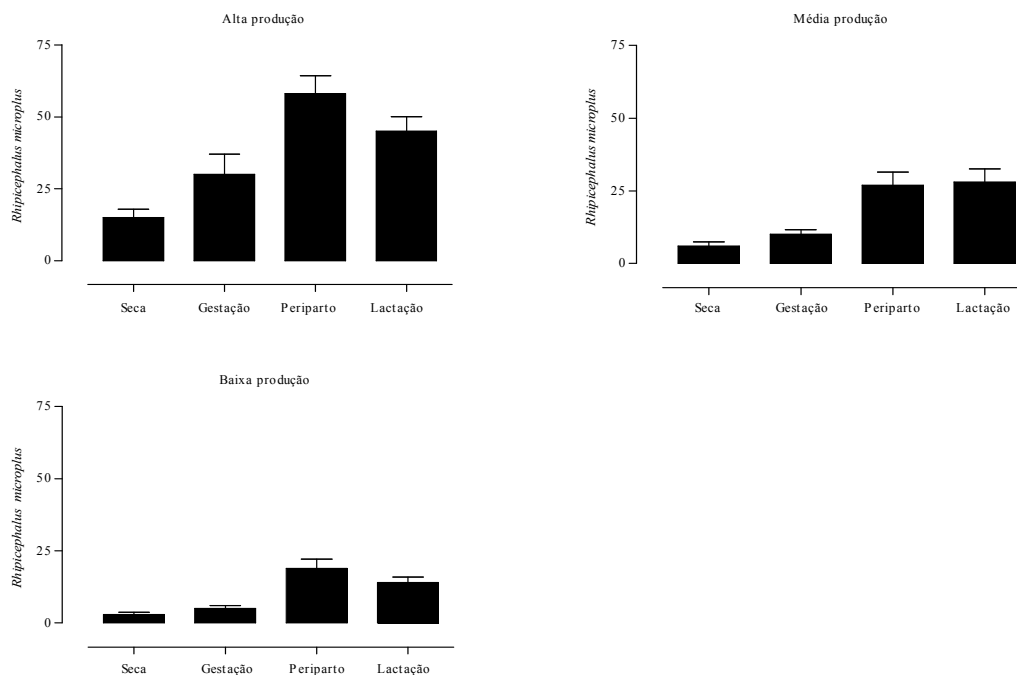 Alta produção
75
50
25
0
Rhipicephalus microplus
Seca Gestação Periparto Lactação
Média produção
75
50
25
0
Rhipicephalus microplus
Seca Gestação Periparto Lactação
Baixa produção
75
50
25
0
Rhipicephalus microplus
Seca Gestação Periparto Lactação